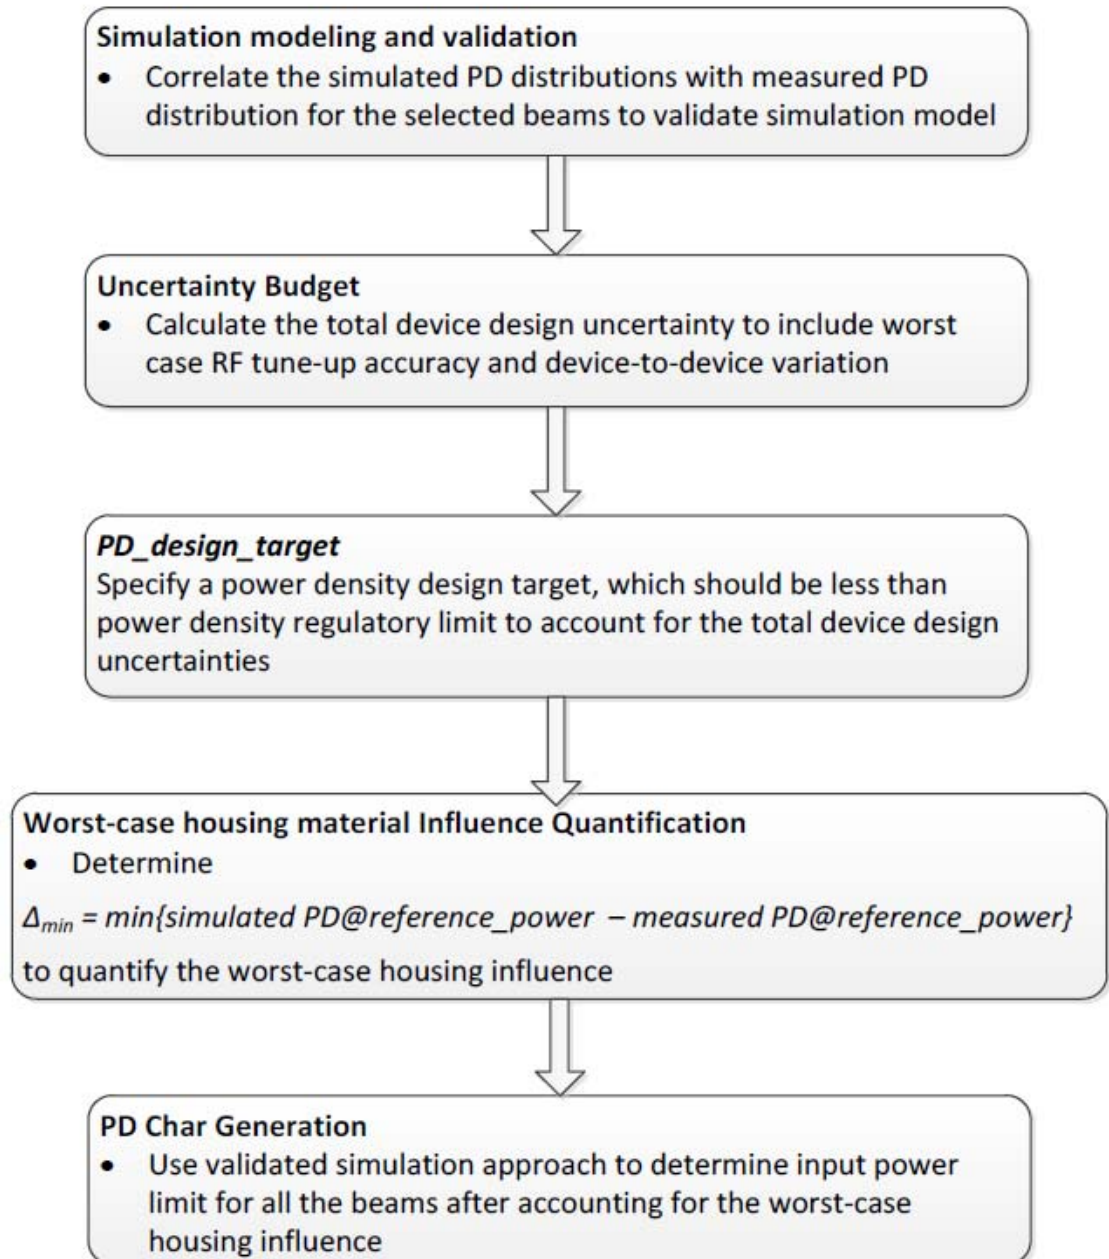 Simulation modeling and validation
• Correlate the simulated PD distributions with measured PD
distribution for the selected beams to validate simulation model
Uncertainty Budget
• Calculate the total device design uncertainty to include worst
case RF tune-up accuracy and device-to-device variation
PD_design_target
Specify a power density design target, which should be less than
power density regulatory limit to account for the total device design
uncertainties
Worst-case housing material Influence Quantification
• Determine
Δmin = min{simulated PD@reference_power – measured PD@reference_power}
to quantify the worst-case housing influence
PD Char Generation
• Use validated simulation approach to determine input power
limit for all the beams after accounting for the worst-case
housing influence